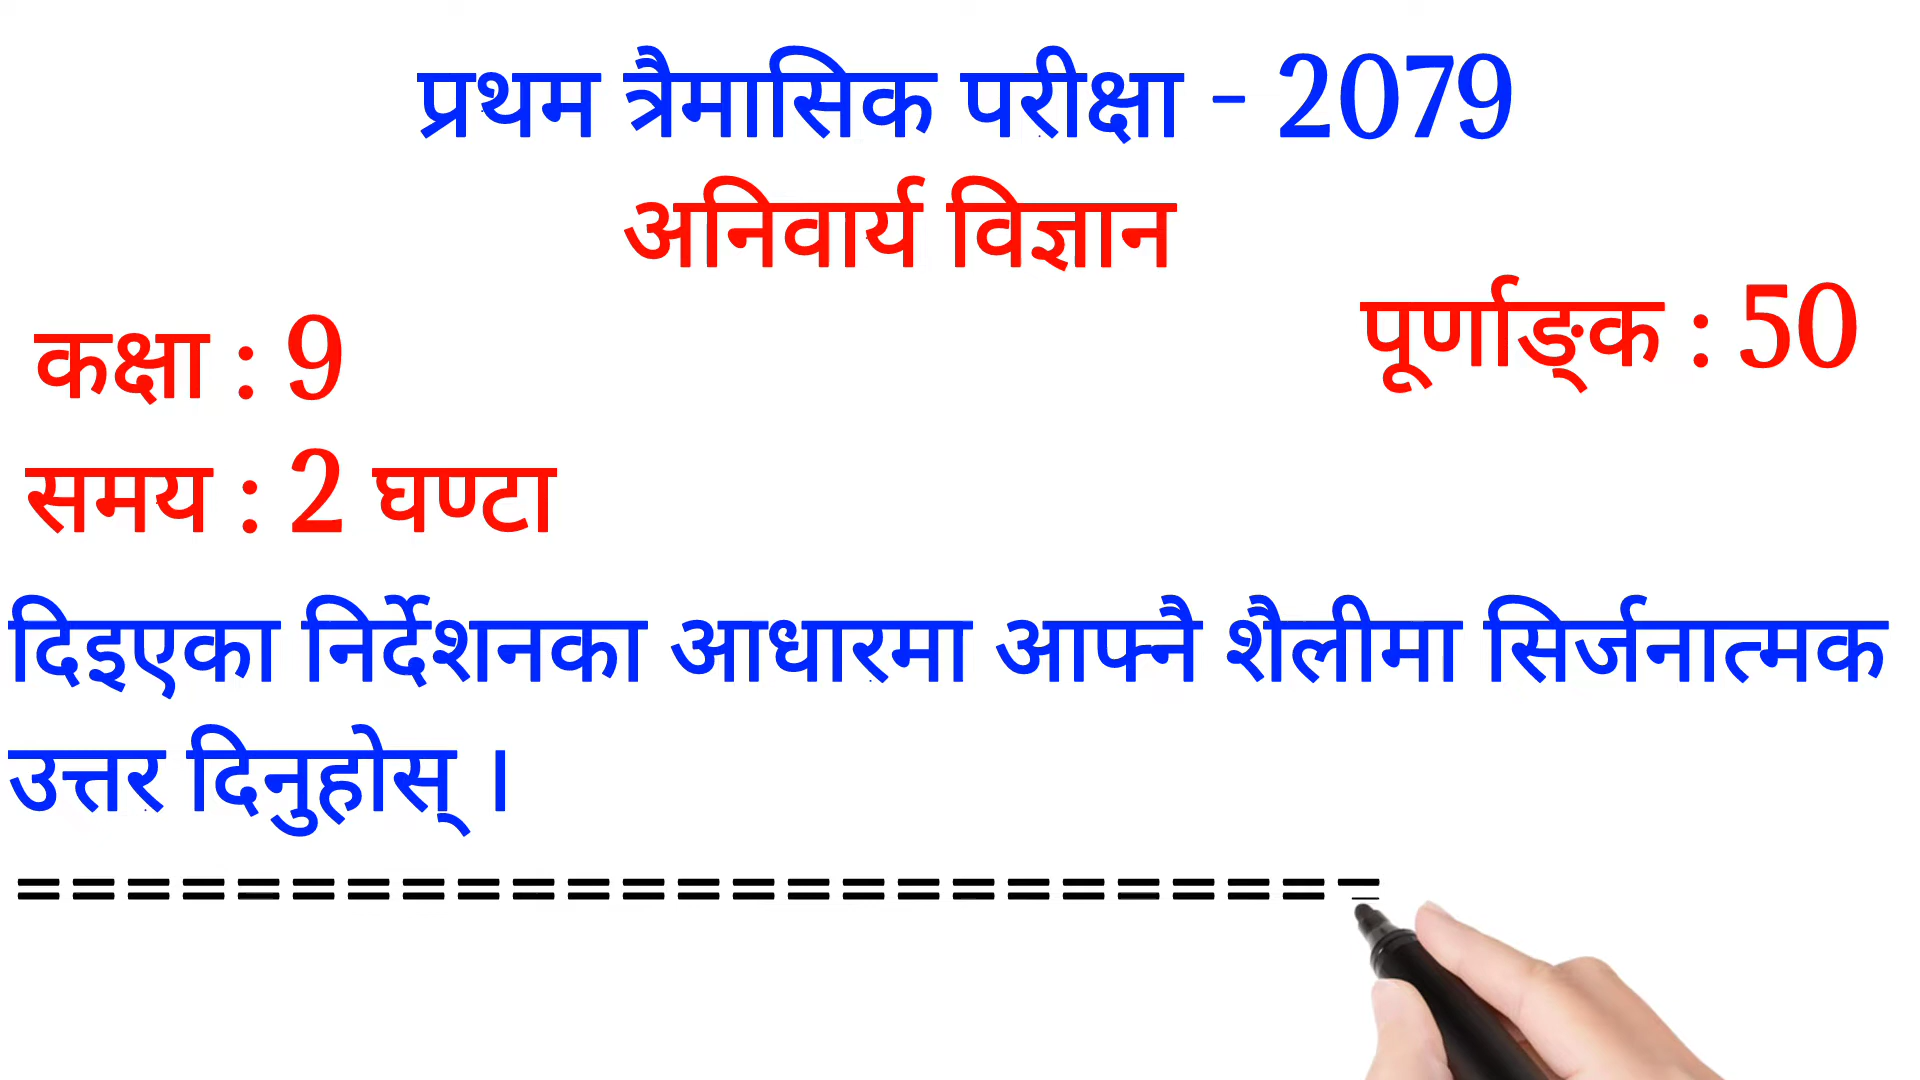 प्रथम त्रैमासिक परीक्षा - 2079
अनिवार्य विज्ञान
पूर्णाङ्क : 50
कक्षा : 9
समय : 2 घण्टा
दिइएका निर्देशनका आधारमा आफ्नै शैलीमा सिर्जनात्मक
उत्तर दिनुहोस् ।
=========================